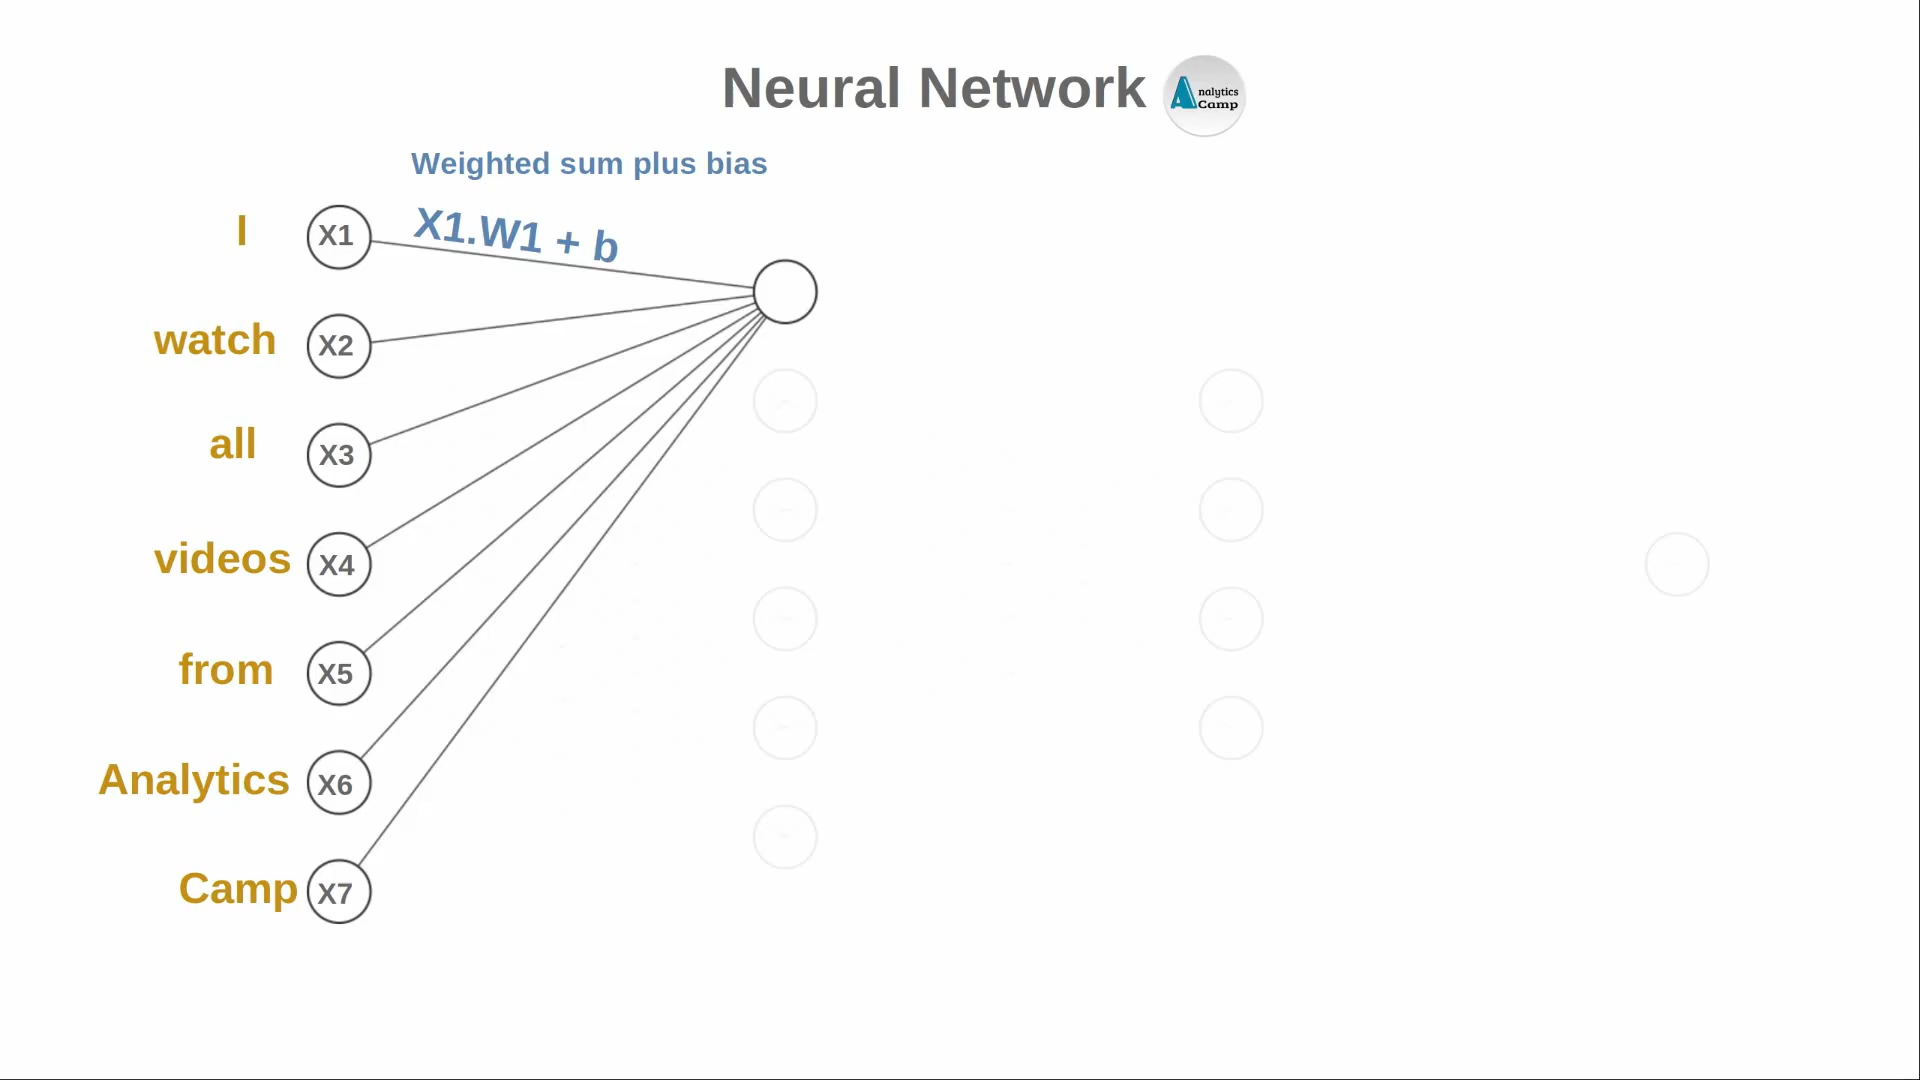 Neural Network
Analytics
Camp
Weighted sum plus bias
X1.W1 + b
I X1
watch X2
all X3
videos X4
from X5
Analytics X6
Camp X7